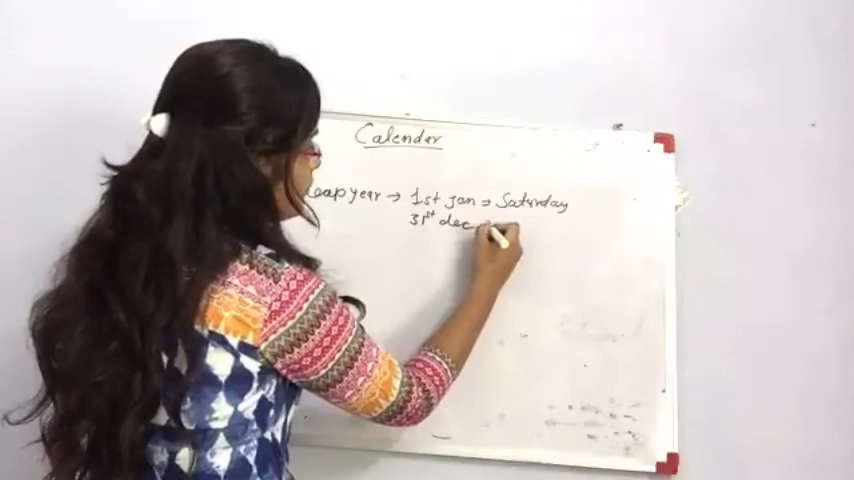 Calender
Leap year → 1st jan ⇒ Saturday
31st dec